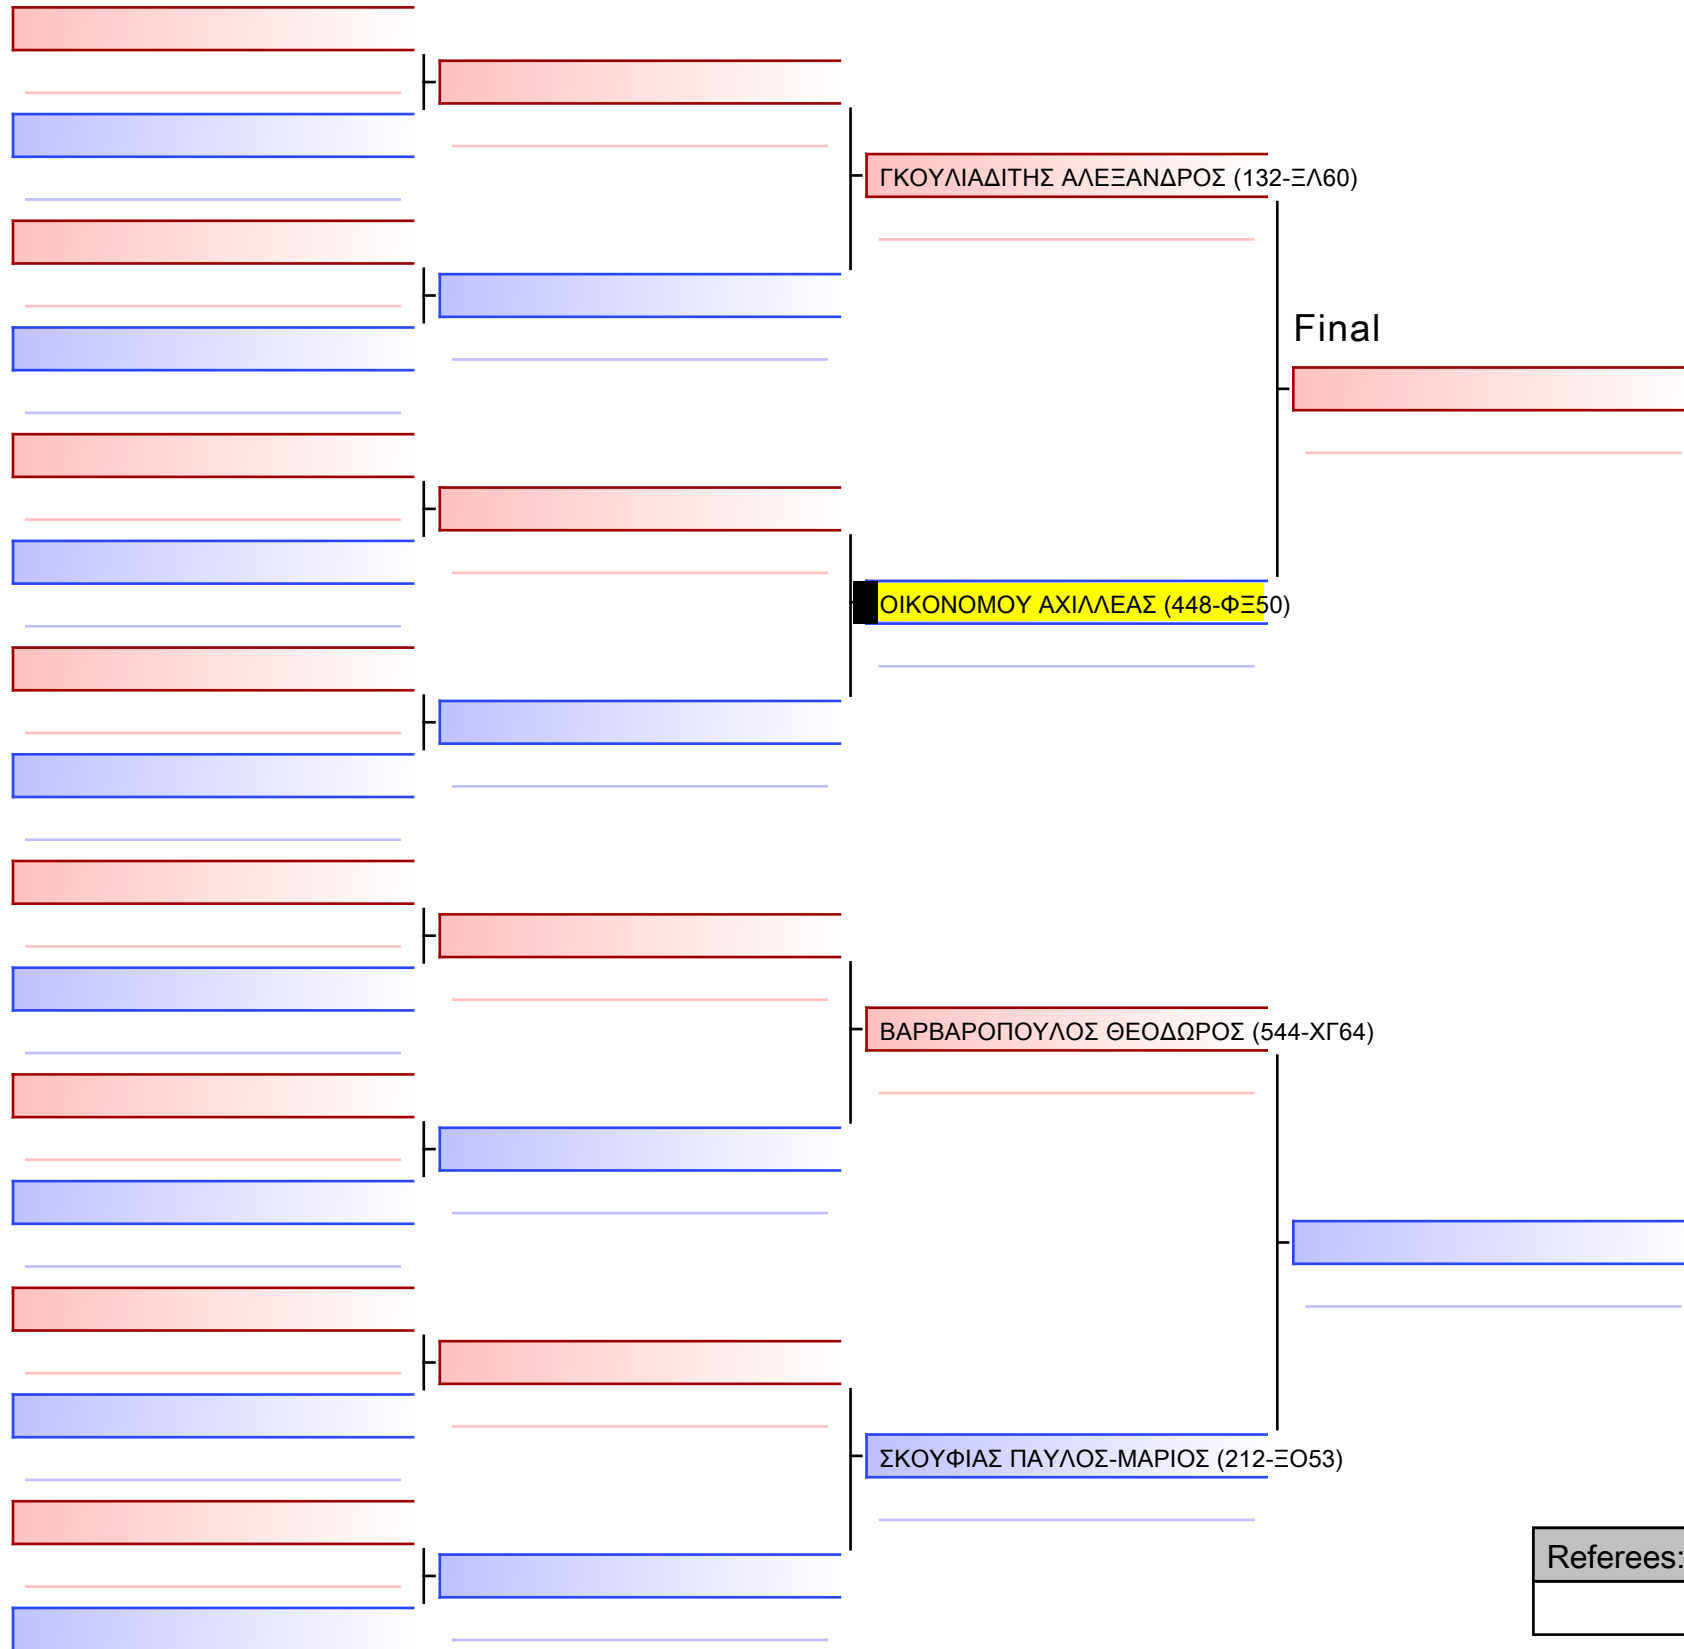 ΓΚΟΥΛΙΑΔΙΤΗΣ ΑΛΕΞΑΝΔΡΟΣ (132-ΞΛ60)
Final
ΟΙΚΟΝΟΜΟΥ ΑΧΙΛΛΕΑΣ (448-ΦΞ50)
ΒΑΡΒΑΡΟΠΟΥΛΟΣ ΘΕΟΔΩΡΟΣ (544-ΧΓ64)
ΣΚΟΥΦΙΑΣ ΠΑΥΛΟΣ-ΜΑΡΙΟΣ (212-ΞΟ53)
Referees: